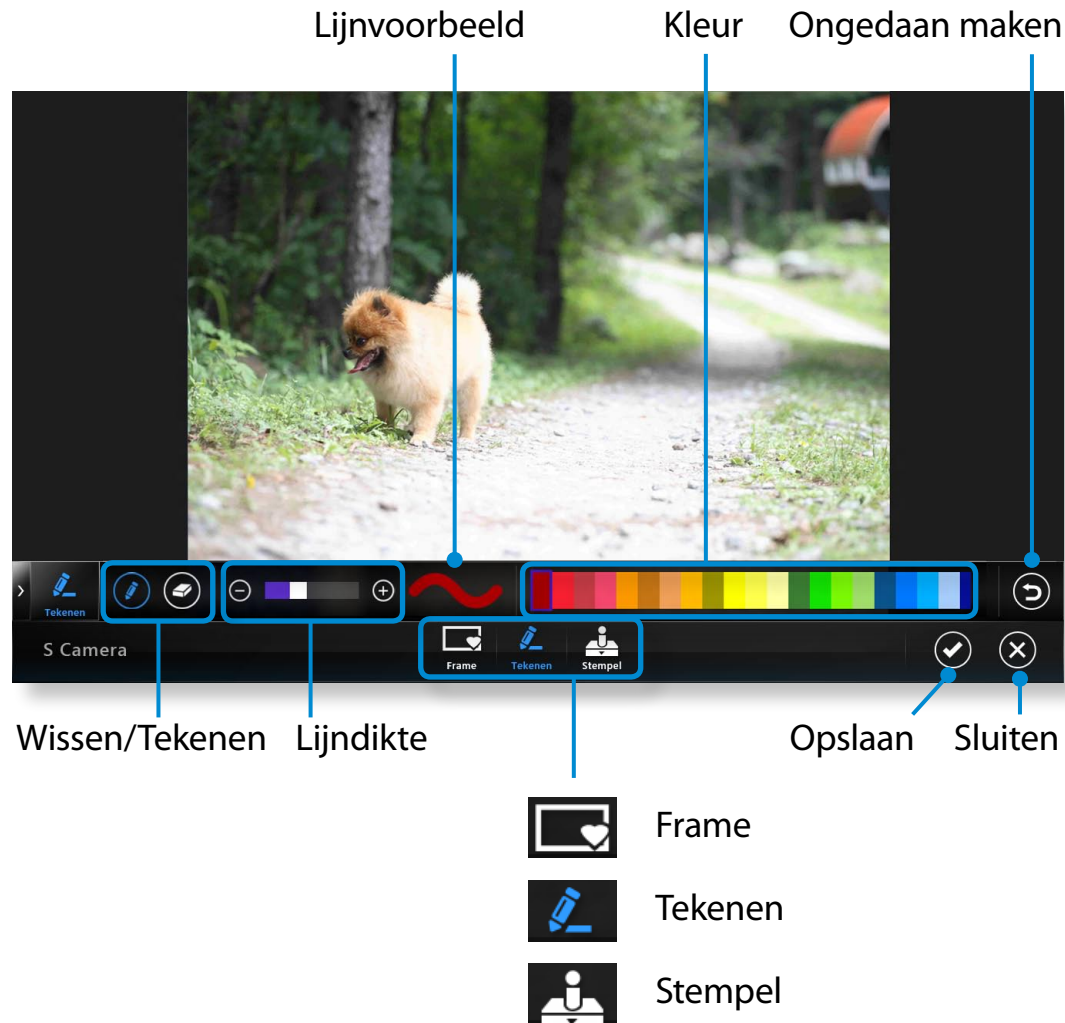 Lijnvoorbeeld Kleur Ongedaan maken
Tekenen
S Camera
Frame Tekenen Stempel
Wissen/Tekenen Lijndikte Opslaan Sluiten
Frame
Tekenen
Stempel